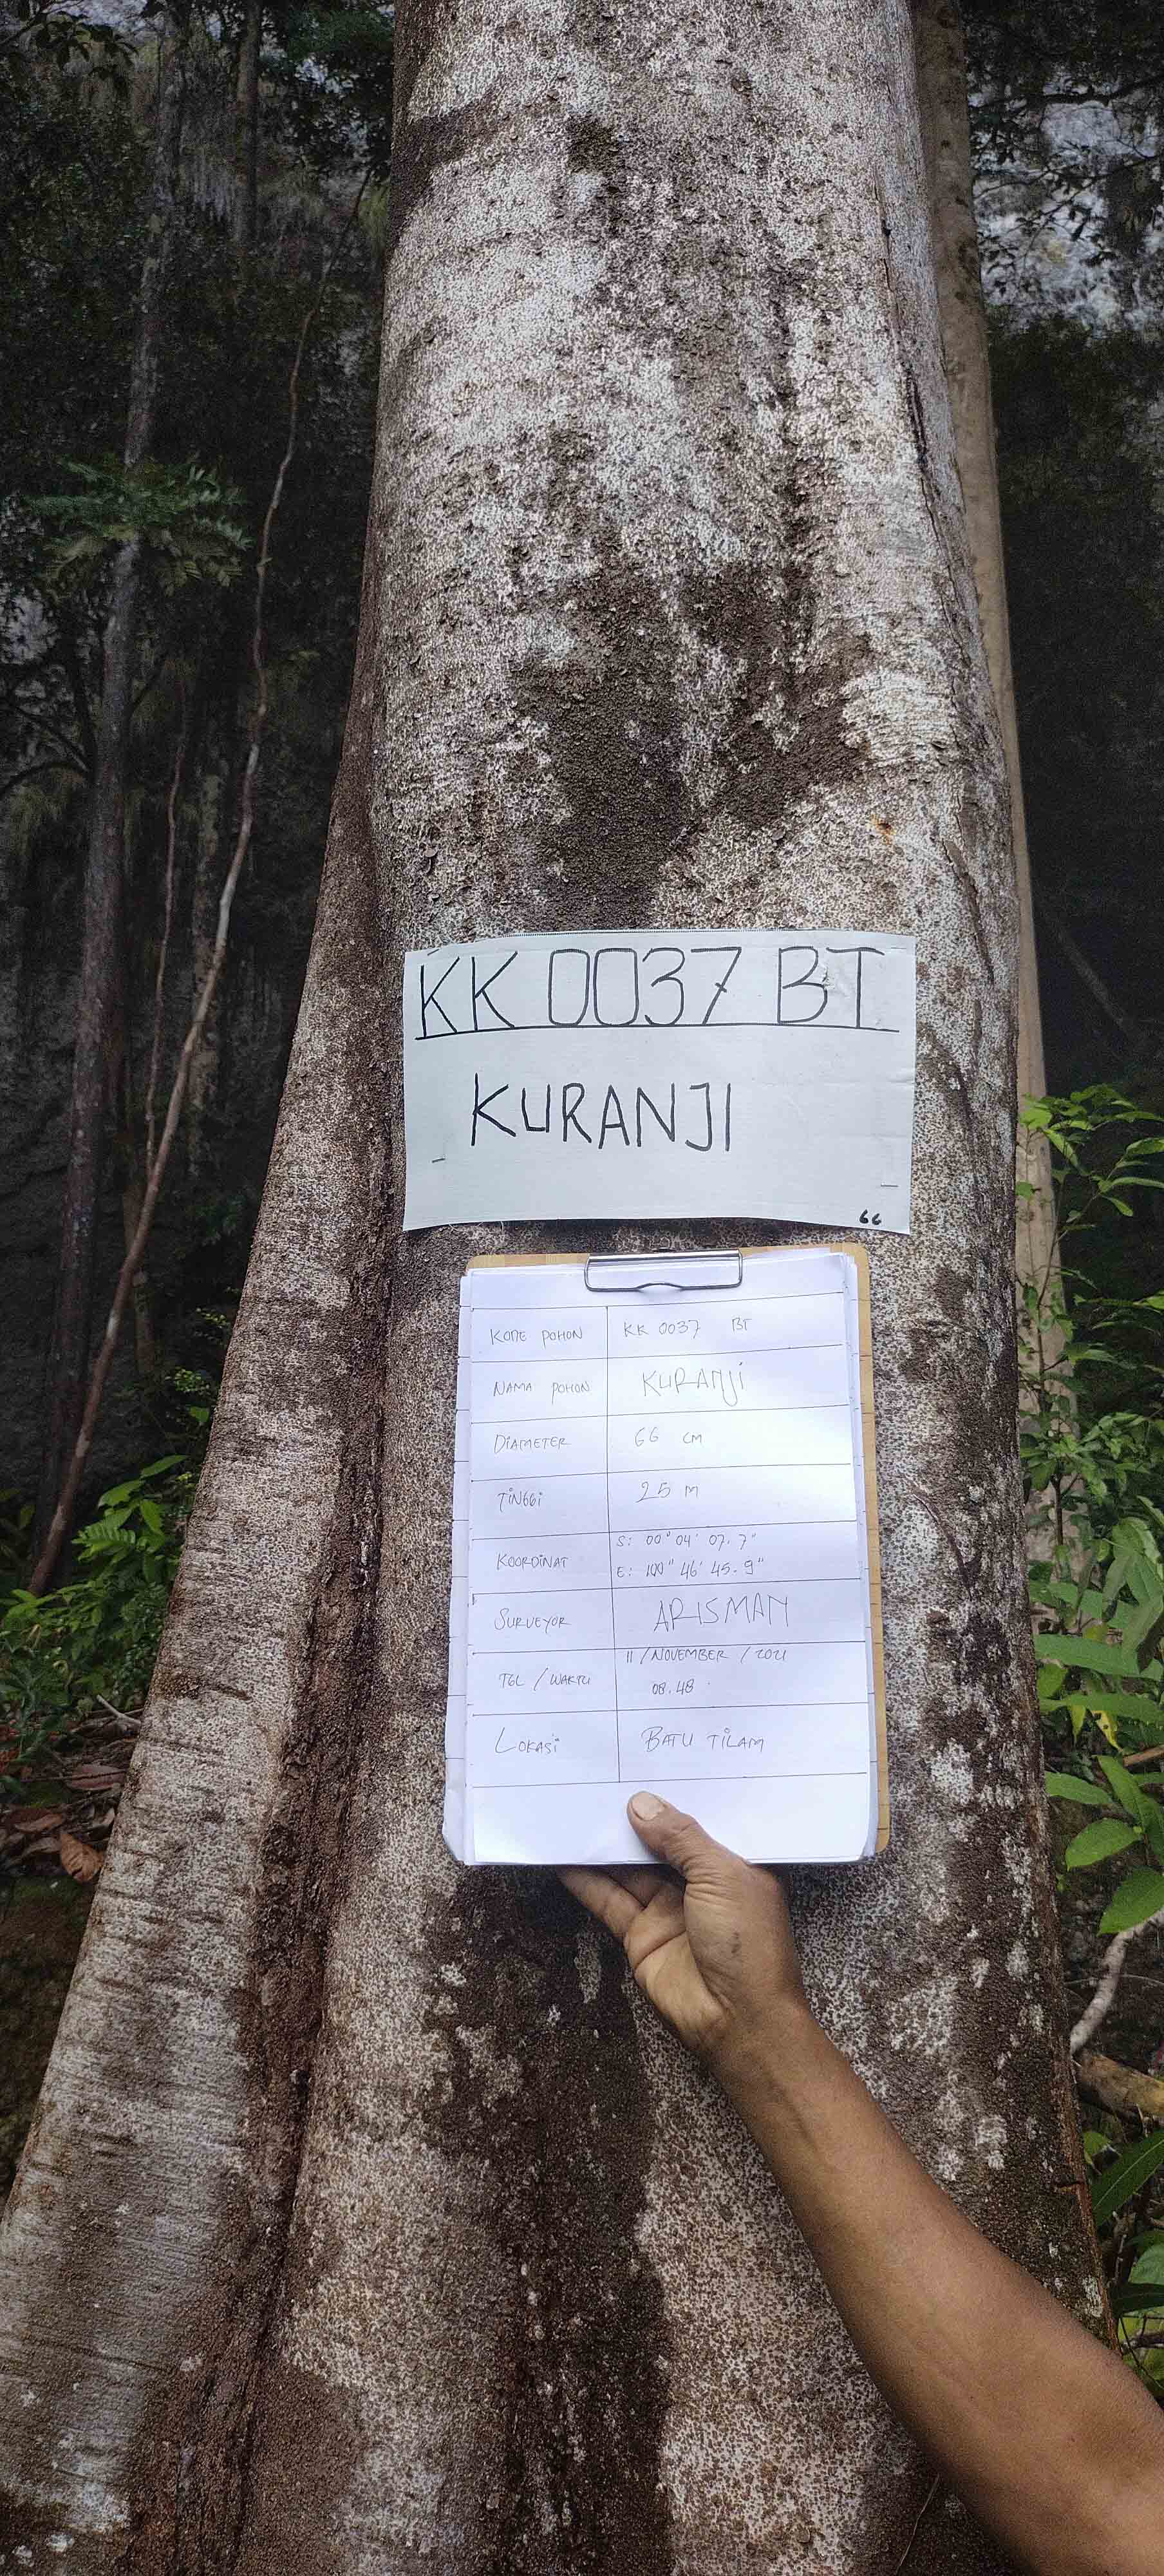 KK 0037 BT
KURANJI
66
KODE POHON KK 0037 BT
NAMA POHON KURANJI
DIAMETER 66 CM
TINGGI 25 M
KOORDINAT S: 00° 04' 07.7"
E: 100° 46' 45.9"
SURVEYOR ARISMAN
TGL / WAKTU 11 / NOVEMBER / 2021
08.48
LOKASI BATU TILAM